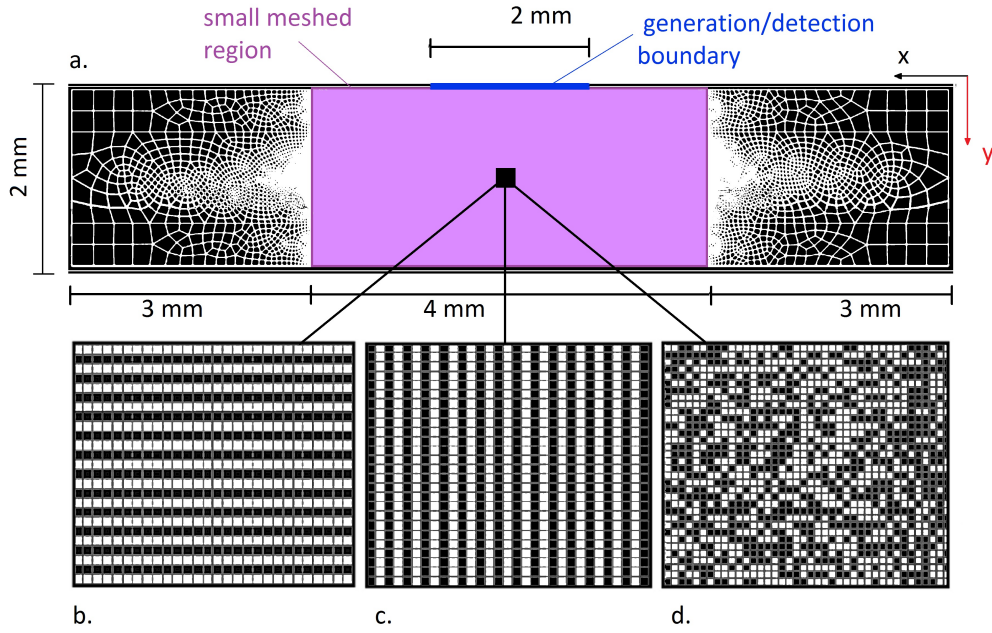 2 mm
small meshed
region
generation/detection
boundary
a.
x
y
2 mm
3 mm
4 mm
3 mm
b.
c.
d.